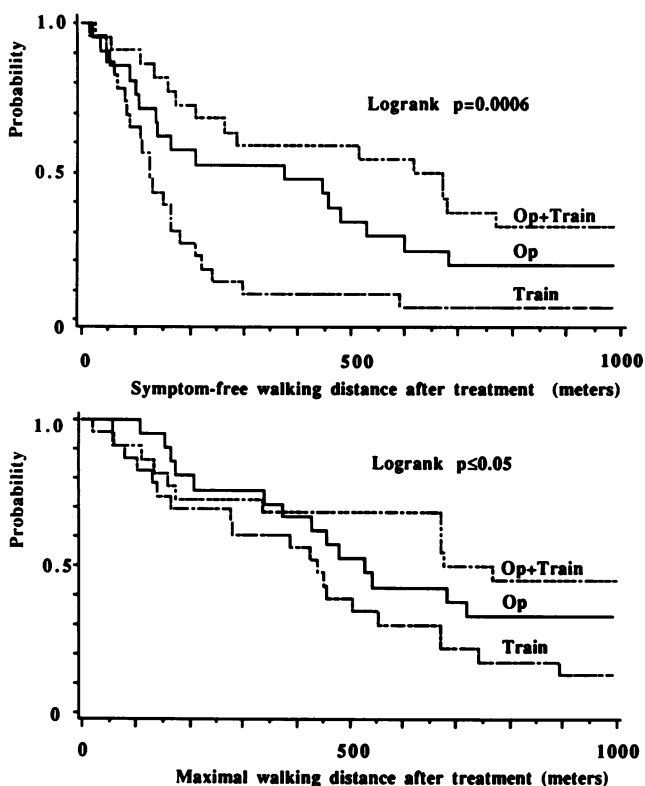 1.0
Probability
Logrank p=0.0006
0.5
Op+Train
Op
Train
0
0 500 1000
Symptom-free walking distance after treatment (meters)
1.0
Probability
Logrank p≤0.05
0.5
Op+Train
Op
Train
0
0 500 1000
Maximal walking distance after treatment (meters)